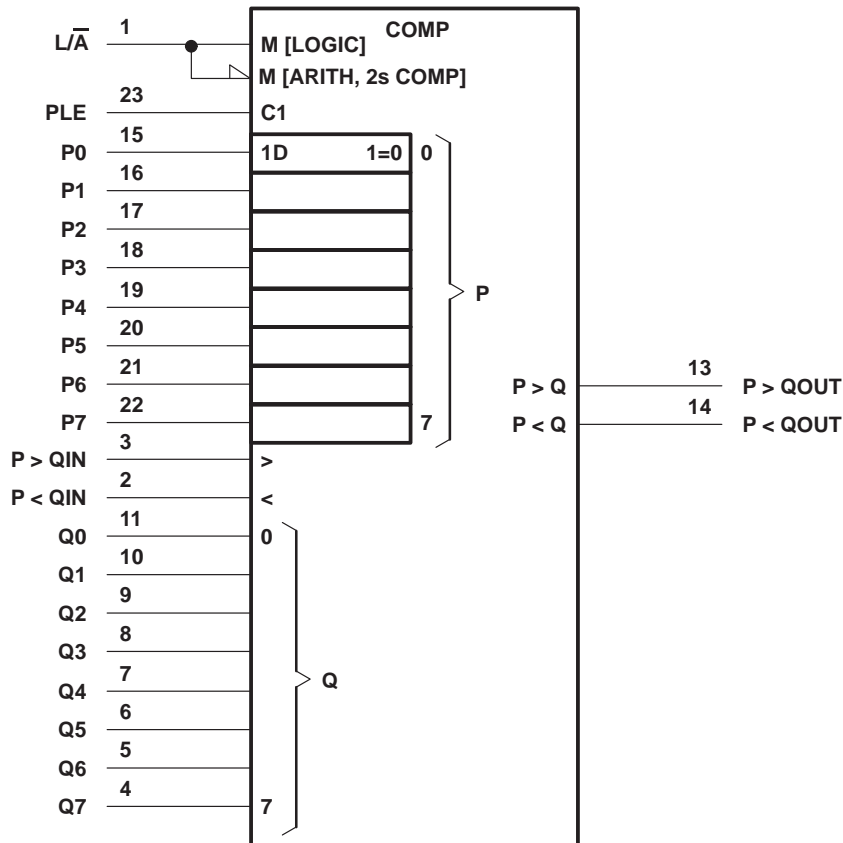 COMP
L/A̅ 1 M [LOGIC]
M [ARITH, 2s COMP]
PLE 23 C1
P0 15 1D 1=0 0
P1 16
P2 17
P3 18
P4 19
P
P5 20
P6 21 P > Q 13 P > QOUT
P7 22 7 P < Q 14 P < QOUT
P > QIN 3 >
P < QIN 2 <
Q0 11 0
Q1 10
Q2 9
Q3 8
Q
Q4 7
Q5 6
Q6 5
Q7 4 7